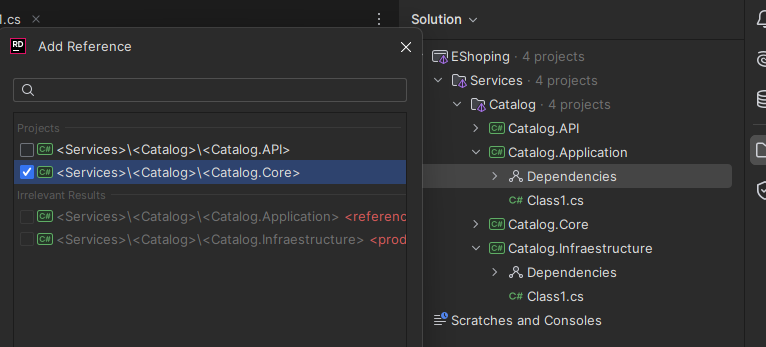 1.cs
RD Add Reference
Projects
C# <Services>\<Catalog>\<Catalog.API>
C# <Services>\<Catalog>\<Catalog.Core>
Irrelevant Results
C# <Services>\<Catalog>\<Catalog.Application> <referenc
C# <Services>\<Catalog>\<Catalog.Infraestructure> <prod
Solution
EShoping · 4 projects
Services · 4 projects
Catalog · 4 projects
C# Catalog.API
C# Catalog.Application
Dependencies
C# Class1.cs
C# Catalog.Core
C# Catalog.Infraestructure
Dependencies
C# Class1.cs
Scratches and Consoles